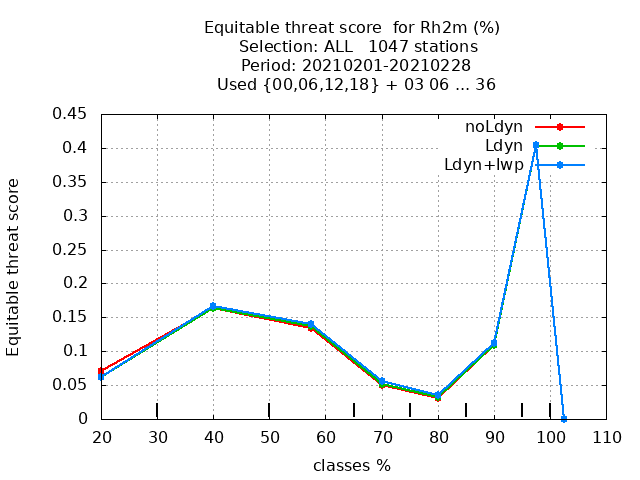 Equitable threat score  for Rh2m (%)
Selection: ALL   1047 stations
Period: 20210201-20210228
Used {00,06,12,18} + 03 06 ... 36
noLdyn
Ldyn
Ldyn+lwp
Equitable threat score
0.45
0.4
0.35
0.3
0.25
0.2
0.15
0.1
0.05
0
20 30 40 50 60 70 80 90 100 110
classes %